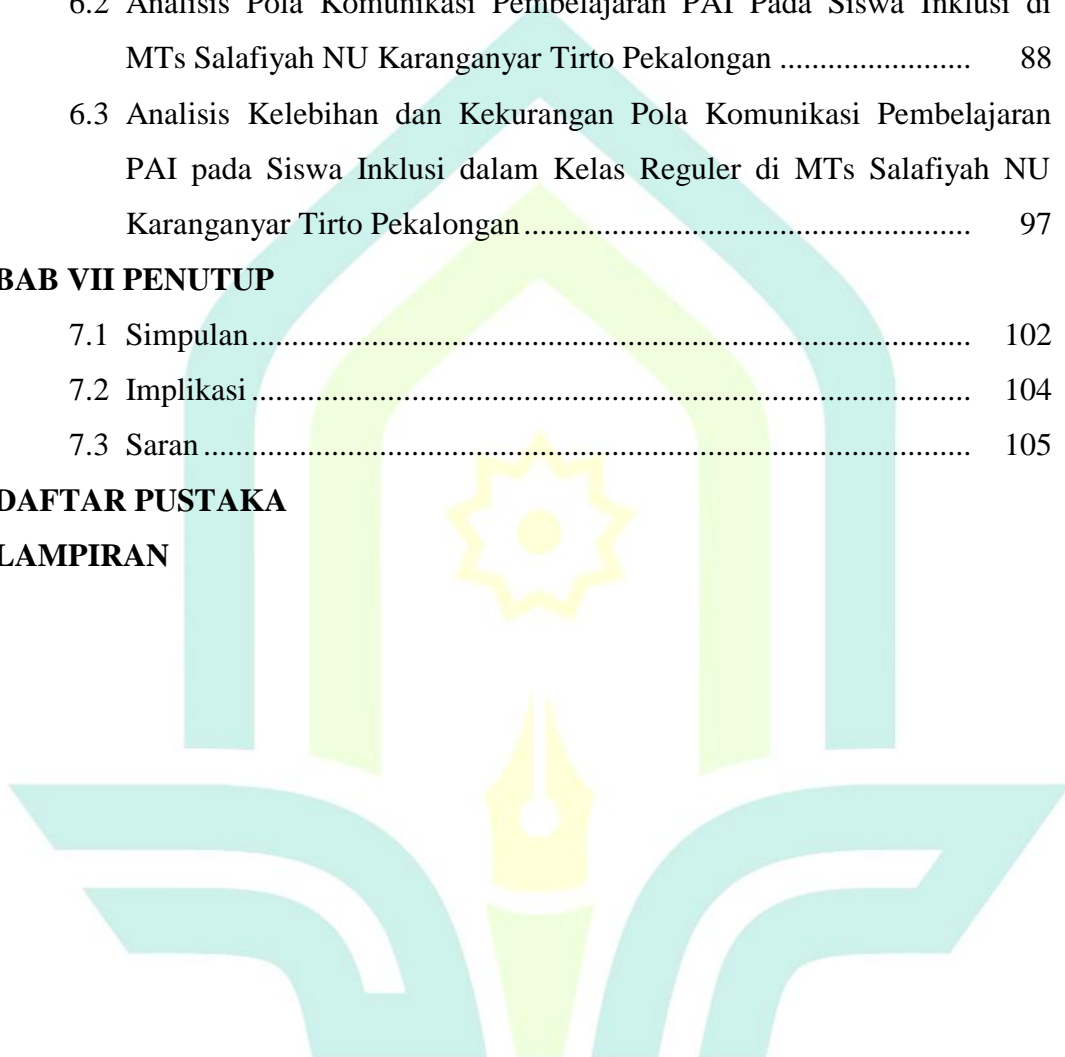 6.2 Analisis Pola Komunikasi Pembelajaran PAI Pada Siswa Inklusi di
MTs Salafiyah NU Karanganyar Tirto Pekalongan ........................ 88
6.3 Analisis Kelebihan dan Kekurangan Pola Komunikasi Pembelajaran
PAI pada Siswa Inklusi dalam Kelas Reguler di MTs Salafiyah NU
Karanganyar Tirto Pekalongan ........................................................ 97
BAB VII PENUTUP
7.1 Simpulan .......................................................................................... 102
7.2 Implikasi .......................................................................................... 104
7.3 Saran ................................................................................................ 105
DAFTAR PUSTAKA
LAMPIRAN